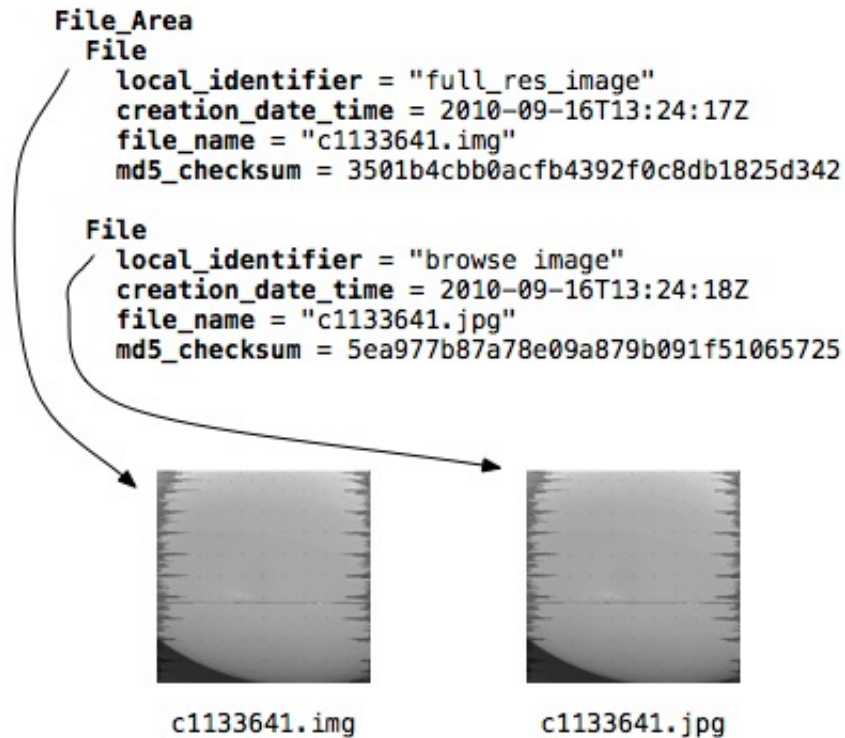 File_Area
File
local_identifier = "full_res_image"
creation_date_time = 2010-09-16T13:24:17Z
file_name = "c1133641.img"
md5_checksum = 3501b4cbb0acfb4392f0c8db1825d342
File
local_identifier = "browse image"
creation_date_time = 2010-09-16T13:24:18Z
file_name = "c1133641.jpg"
md5_checksum = 5ea977b87a78e09a879b091f51065725
c1133641.img
c1133641.jpg